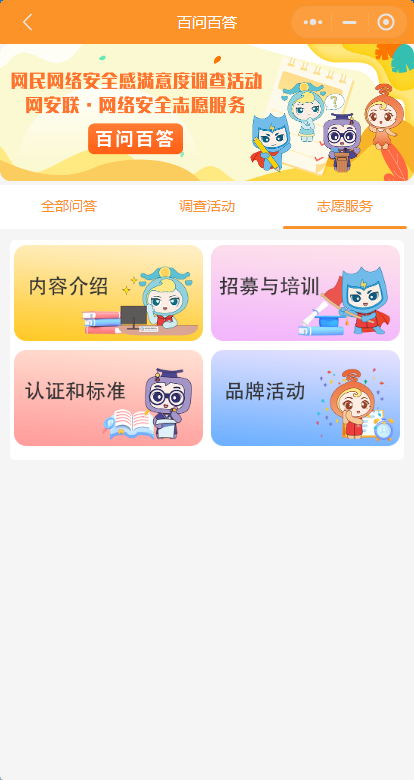 百问百答
网民网络安全感满意度调查活动
网安联·网络安全志愿服务
百问百答
全部问答
调查活动
志愿服务
内容介绍
招募与培训
认证和标准
品牌活动